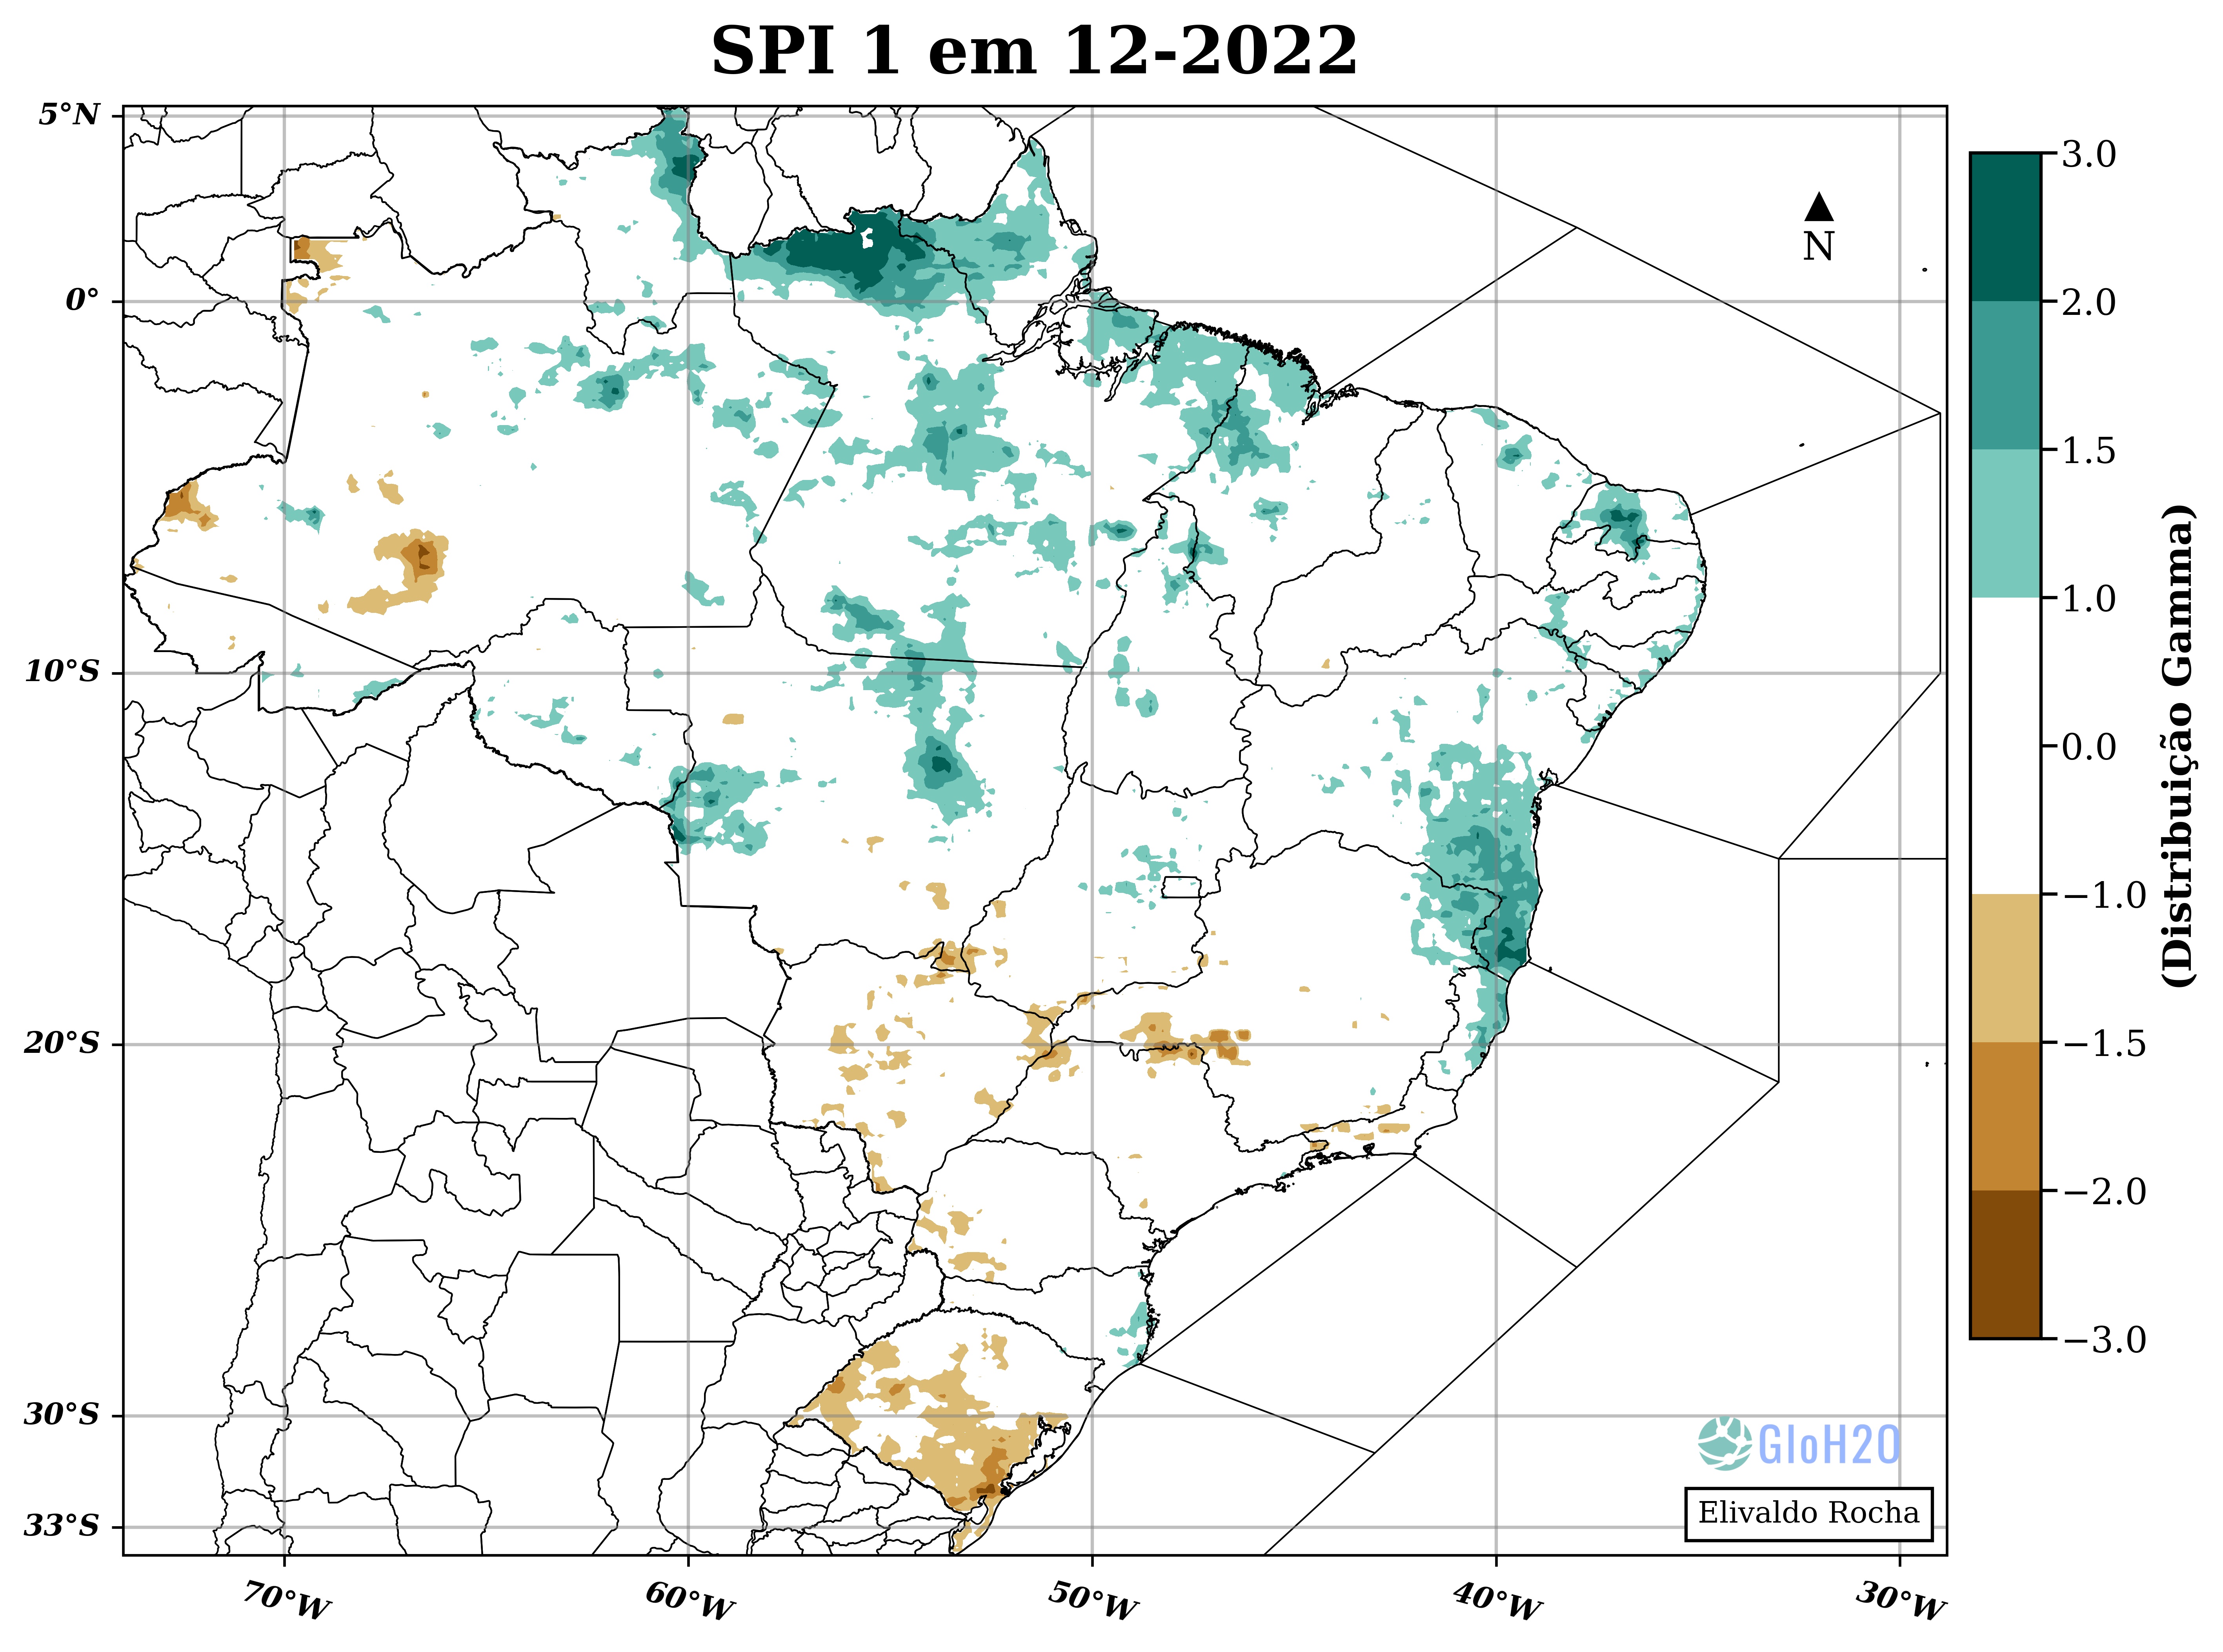 SPI 1 em 12-2022
5°N
0°
10°S
20°S
30°S
33°S
70°W
60°W
50°W
40°W
30°W
N
3.0
2.0
1.5
1.0
0.0
−1.0
−1.5
−2.0
−3.0
(Distribuição Gamma)
GloH2O
Elivaldo Rocha